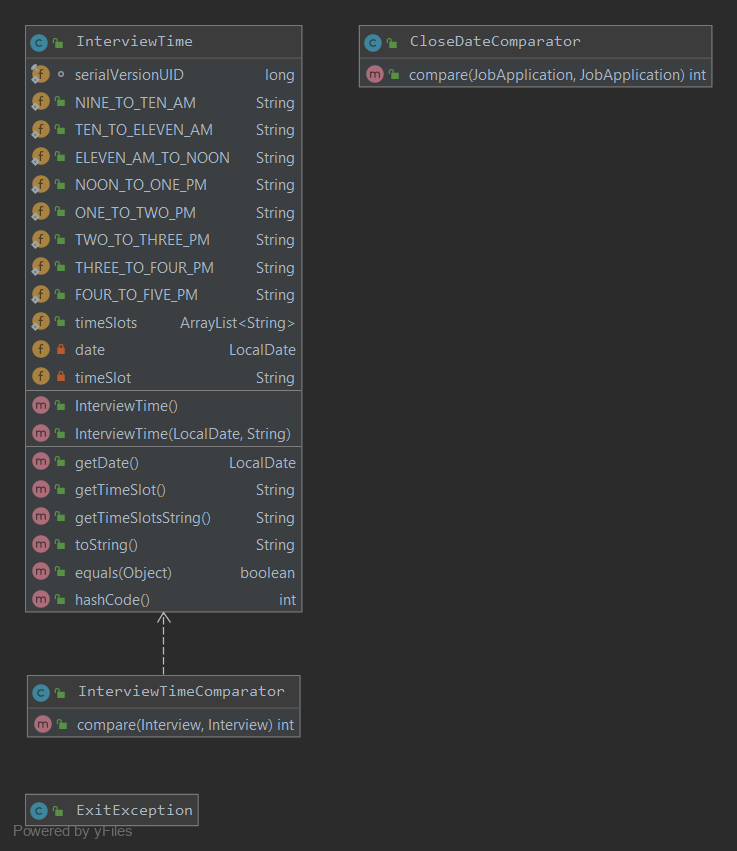 InterviewTime
serialVersionUID long
NINE_TO_TEN_AM String
TEN_TO_ELEVEN_AM String
ELEVEN_AM_TO_NOON String
NOON_TO_ONE_PM String
ONE_TO_TWO_PM String
TWO_TO_THREE_PM String
THREE_TO_FOUR_PM String
FOUR_TO_FIVE_PM String
timeSlots ArrayList<String>
date LocalDate
timeSlot String
InterviewTime()
InterviewTime(LocalDate, String)
getDate() LocalDate
getTimeSlot() String
getTimeSlotsString() String
toString() String
equals(Object) boolean
hashCode() int
CloseDateComparator
compare(JobApplication, JobApplication) int
InterviewTimeComparator
compare(Interview, Interview) int
ExitException
Powered by yFiles